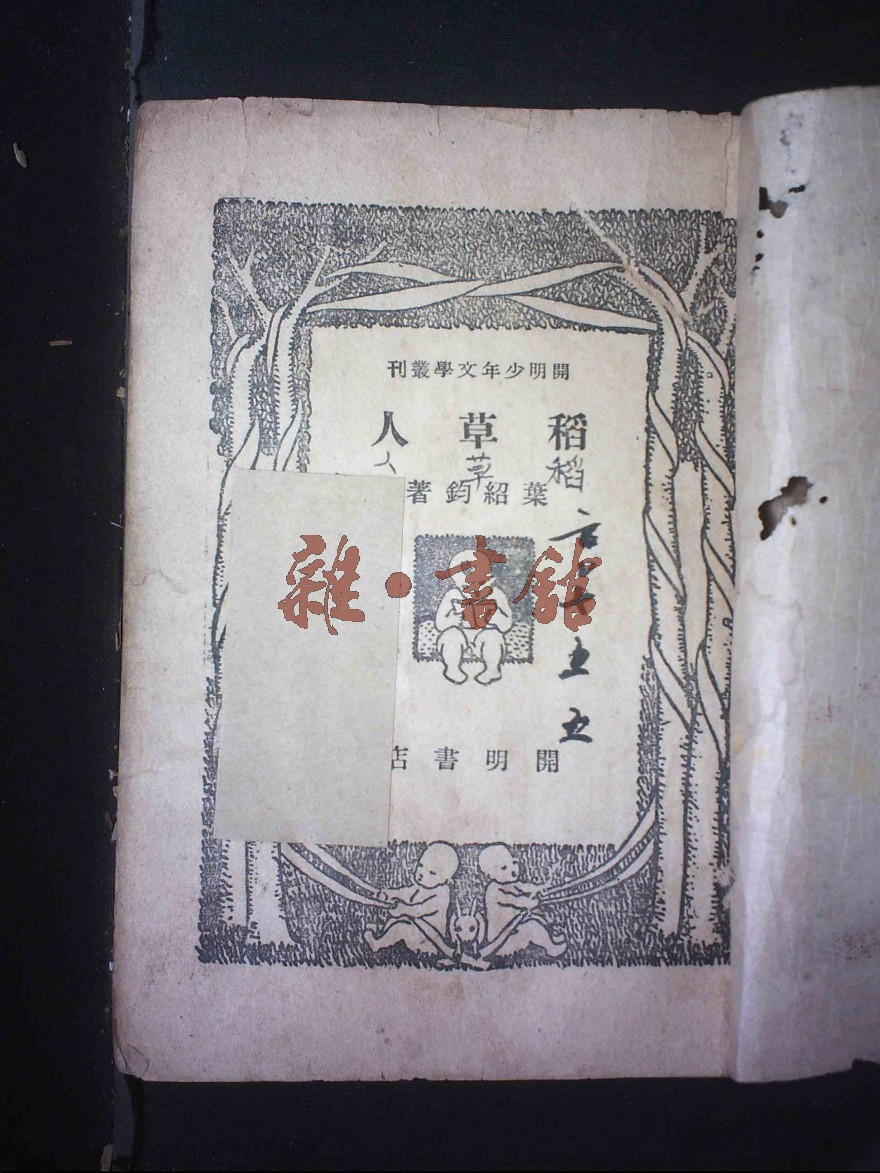 開明少年文學叢刊
稻草人
稻草人
葉紹鈞著
雜·書館
開明書店